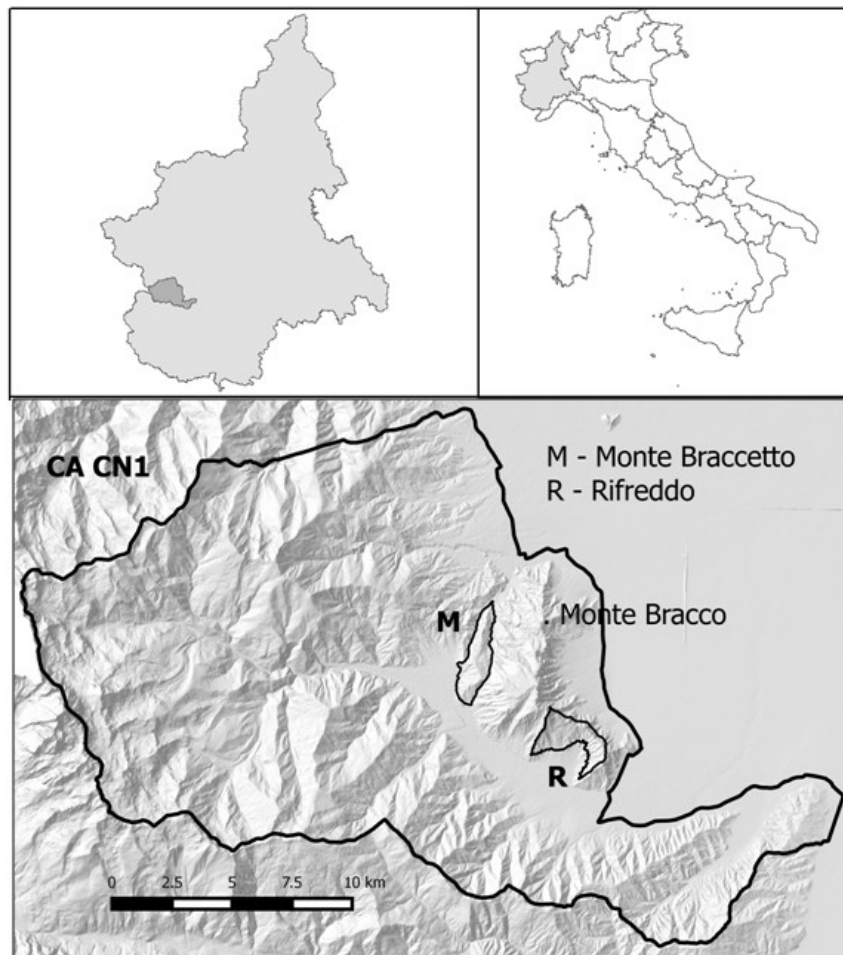 CA CN1
M - Monte Braccetto
R - Rifreddo
M
. Monte Bracco
R
0 2.5 5 7.5 10 km